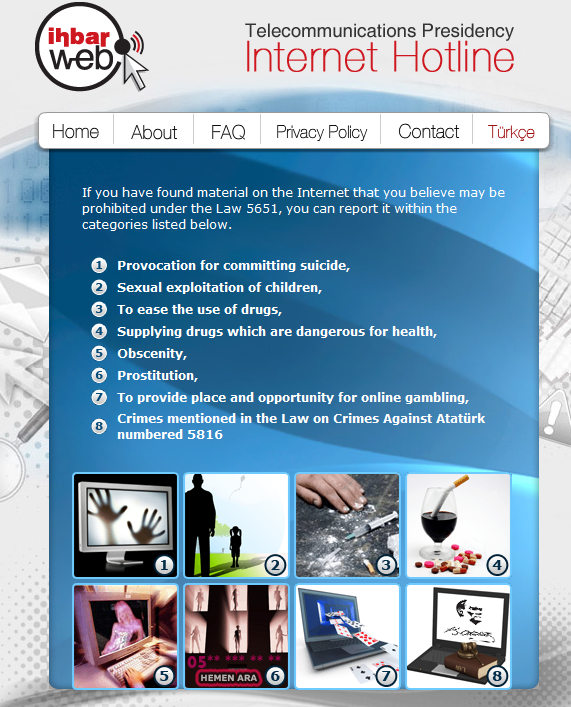 ihbar
web
Telecommunications Presidency
Internet Hotline
Home About FAQ Privacy Policy Contact Türkçe
If you have found material on the Internet that you believe may be
prohibited under the Law 5651, you can report it within the
categories listed below.
1 Provocation for committing suicide,
2 Sexual exploitation of children,
3 To ease the use of drugs,
4 Supplying drugs which are dangerous for health,
5 Obscenity,
6 Prostitution,
7 To provide place and opportunity for online gambling,
8 Crimes mentioned in the Law on Crimes Against Atatürk
numbered 5816
1 2 3 4
05**
HEMEN ARA
5 6 7 8